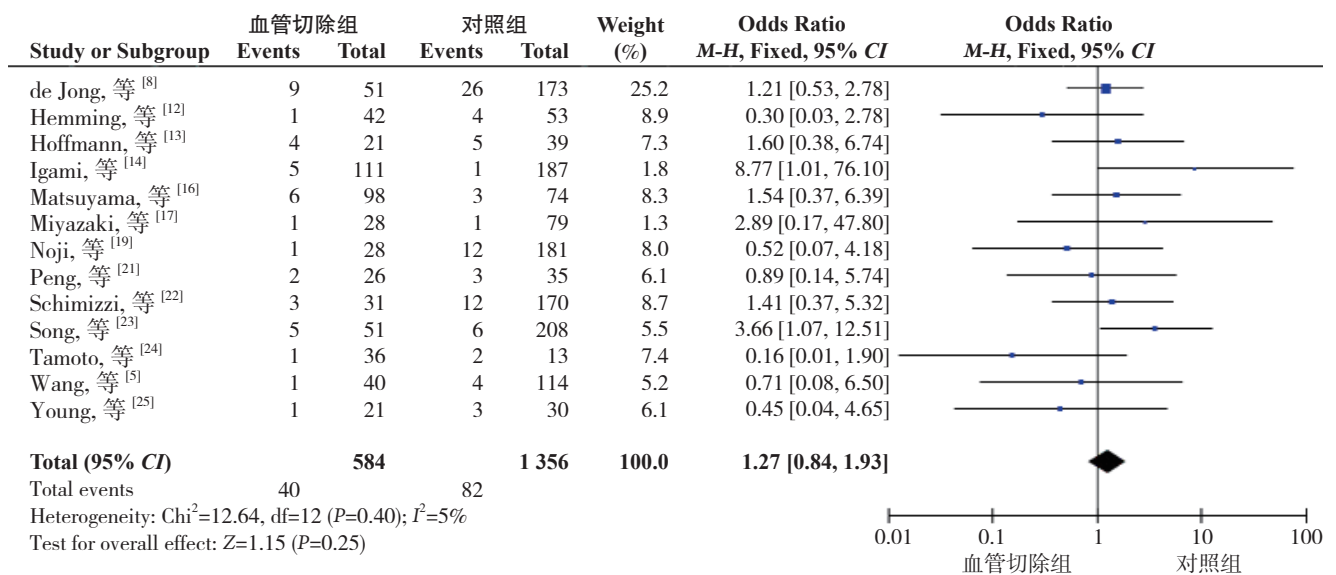 血管切除组 对照组 Weight Odds Ratio Odds Ratio
Study or Subgroup Events Total Events Total (%) M-H, Fixed, 95% CI M-H, Fixed, 95% CI
de Jong, 等 [8] 9 51 26 173 25.2 1.21 [0.53, 2.78]
Hemming, 等 [12] 1 42 4 53 8.9 0.30 [0.03, 2.78]
Hoffmann, 等 [13] 4 21 5 39 7.3 1.60 [0.38, 6.74]
Igami, 等 [14] 5 111 1 187 1.8 8.77 [1.01, 76.10]
Matsuyama, 等 [16] 6 98 3 74 8.3 1.54 [0.37, 6.39]
Miyazaki, 等 [17] 1 28 1 79 1.3 2.89 [0.17, 47.80]
Noji, 等 [19] 1 28 12 181 8.0 0.52 [0.07, 4.18]
Peng, 等 [21] 2 26 3 35 6.1 0.89 [0.14, 5.74]
Schimizzi, 等 [22] 3 31 12 170 8.7 1.41 [0.37, 5.32]
Song, 等 [23] 5 51 6 208 5.5 3.66 [1.07, 12.51]
Tamoto, 等 [24] 1 36 2 13 7.4 0.16 [0.01, 1.90]
Wang, 等 [5] 1 40 4 114 5.2 0.71 [0.08, 6.50]
Young, 等 [25] 1 21 3 30 6.1 0.45 [0.04, 4.65]
Total (95% CI) 584 1 356 100.0 1.27 [0.84, 1.93]
Total events 40 82
Heterogeneity: Chi²=12.64, df=12 (P=0.40); I²=5%
Test for overall effect: Z=1.15 (P=0.25)
0.01 0.1 1 10 100
血管切除组 对照组